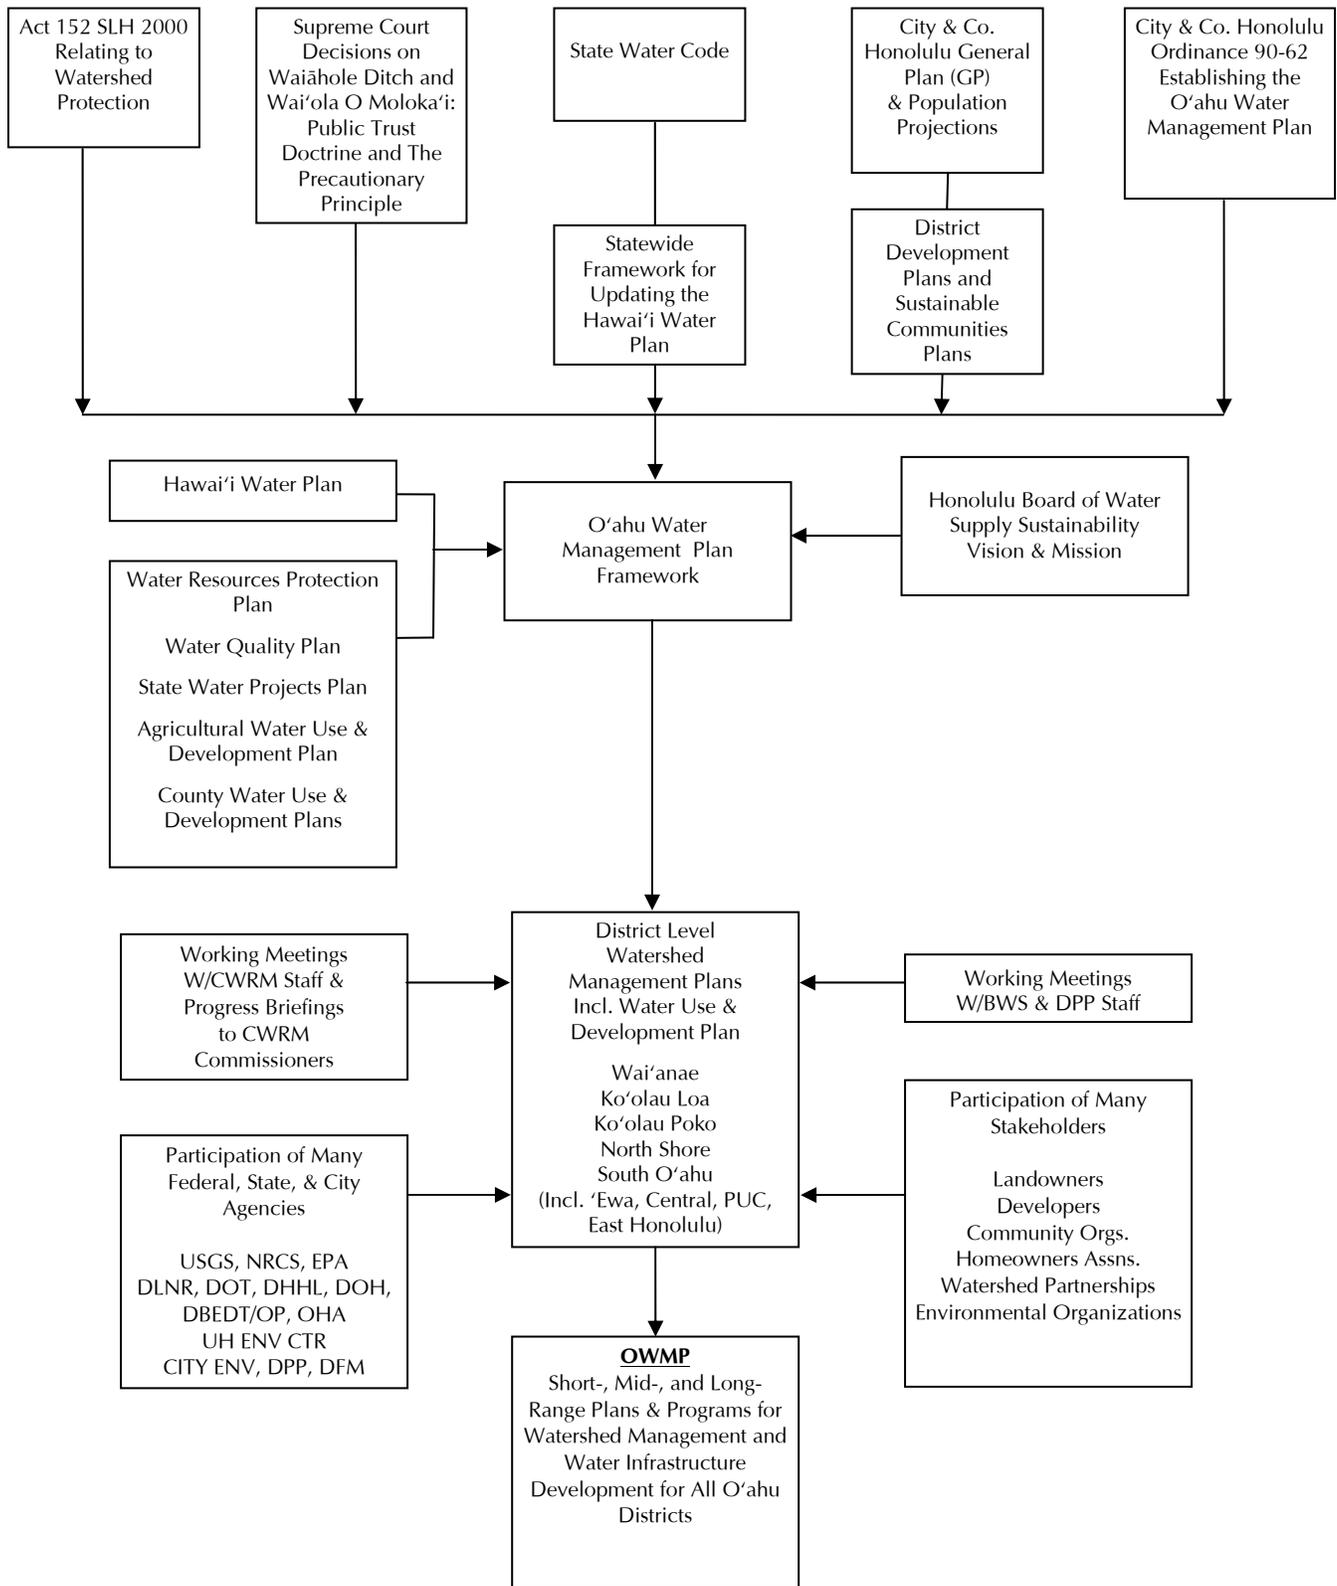 Act 152 SLH 2000
Relating to
Watershed
Protection
Supreme Court
Decisions on
Waiāhole Ditch and
Wai‘ola O Moloka‘i:
Public Trust
Doctrine and The
Precautionary
Principle
State Water Code
City & Co.
Honolulu General
Plan (GP)
& Population
Projections
City & Co. Honolulu
Ordinance 90-62
Establishing the
O‘ahu Water
Management Plan
Statewide
Framework for
Updating the
Hawai‘i Water
Plan
District
Development
Plans and
Sustainable
Communities
Plans
Hawai‘i Water Plan
Water Resources Protection
Plan
Water Quality Plan
State Water Projects Plan
Agricultural Water Use &
Development Plan
County Water Use &
Development Plans
O‘ahu Water
Management Plan
Framework
Honolulu Board of Water
Supply Sustainability
Vision & Mission
Working Meetings
W/CWRM Staff &
Progress Briefings
to CWRM
Commissioners
Participation of Many
Federal, State, & City
Agencies
USGS, NRCS, EPA
DLNR, DOT, DHHL, DOH,
DBEDT/OP, OHA
UH ENV CTR
CITY ENV, DPP, DFM
District Level
Watershed
Management Plans
Incl. Water Use &
Development Plan
Wai‘anae
Ko‘olau Loa
Ko‘olau Poko
North Shore
South O‘ahu
(Incl. ‘Ewa, Central, PUC,
East Honolulu)
Working Meetings
W/BWS & DPP Staff
Participation of Many
Stakeholders
Landowners
Developers
Community Orgs.
Homeowners Assns.
Watershed Partnerships
Environmental Organizations
OWMP
Short-, Mid-, and Long-
Range Plans & Programs for
Watershed Management and
Water Infrastructure
Development for All O‘ahu
Districts